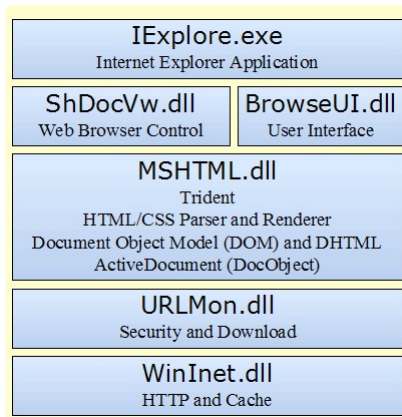 IExplore.exe
Internet Explorer Application
ShDocVw.dll
Web Browser Control
BrowseUI.dll
User Interface
MSHTML.dll
Trident
HTML/CSS Parser and Renderer
Document Object Model (DOM) and DHTML
ActiveDocument (DocObject)
URLMon.dll
Security and Download
WinInet.dll
HTTP and Cache